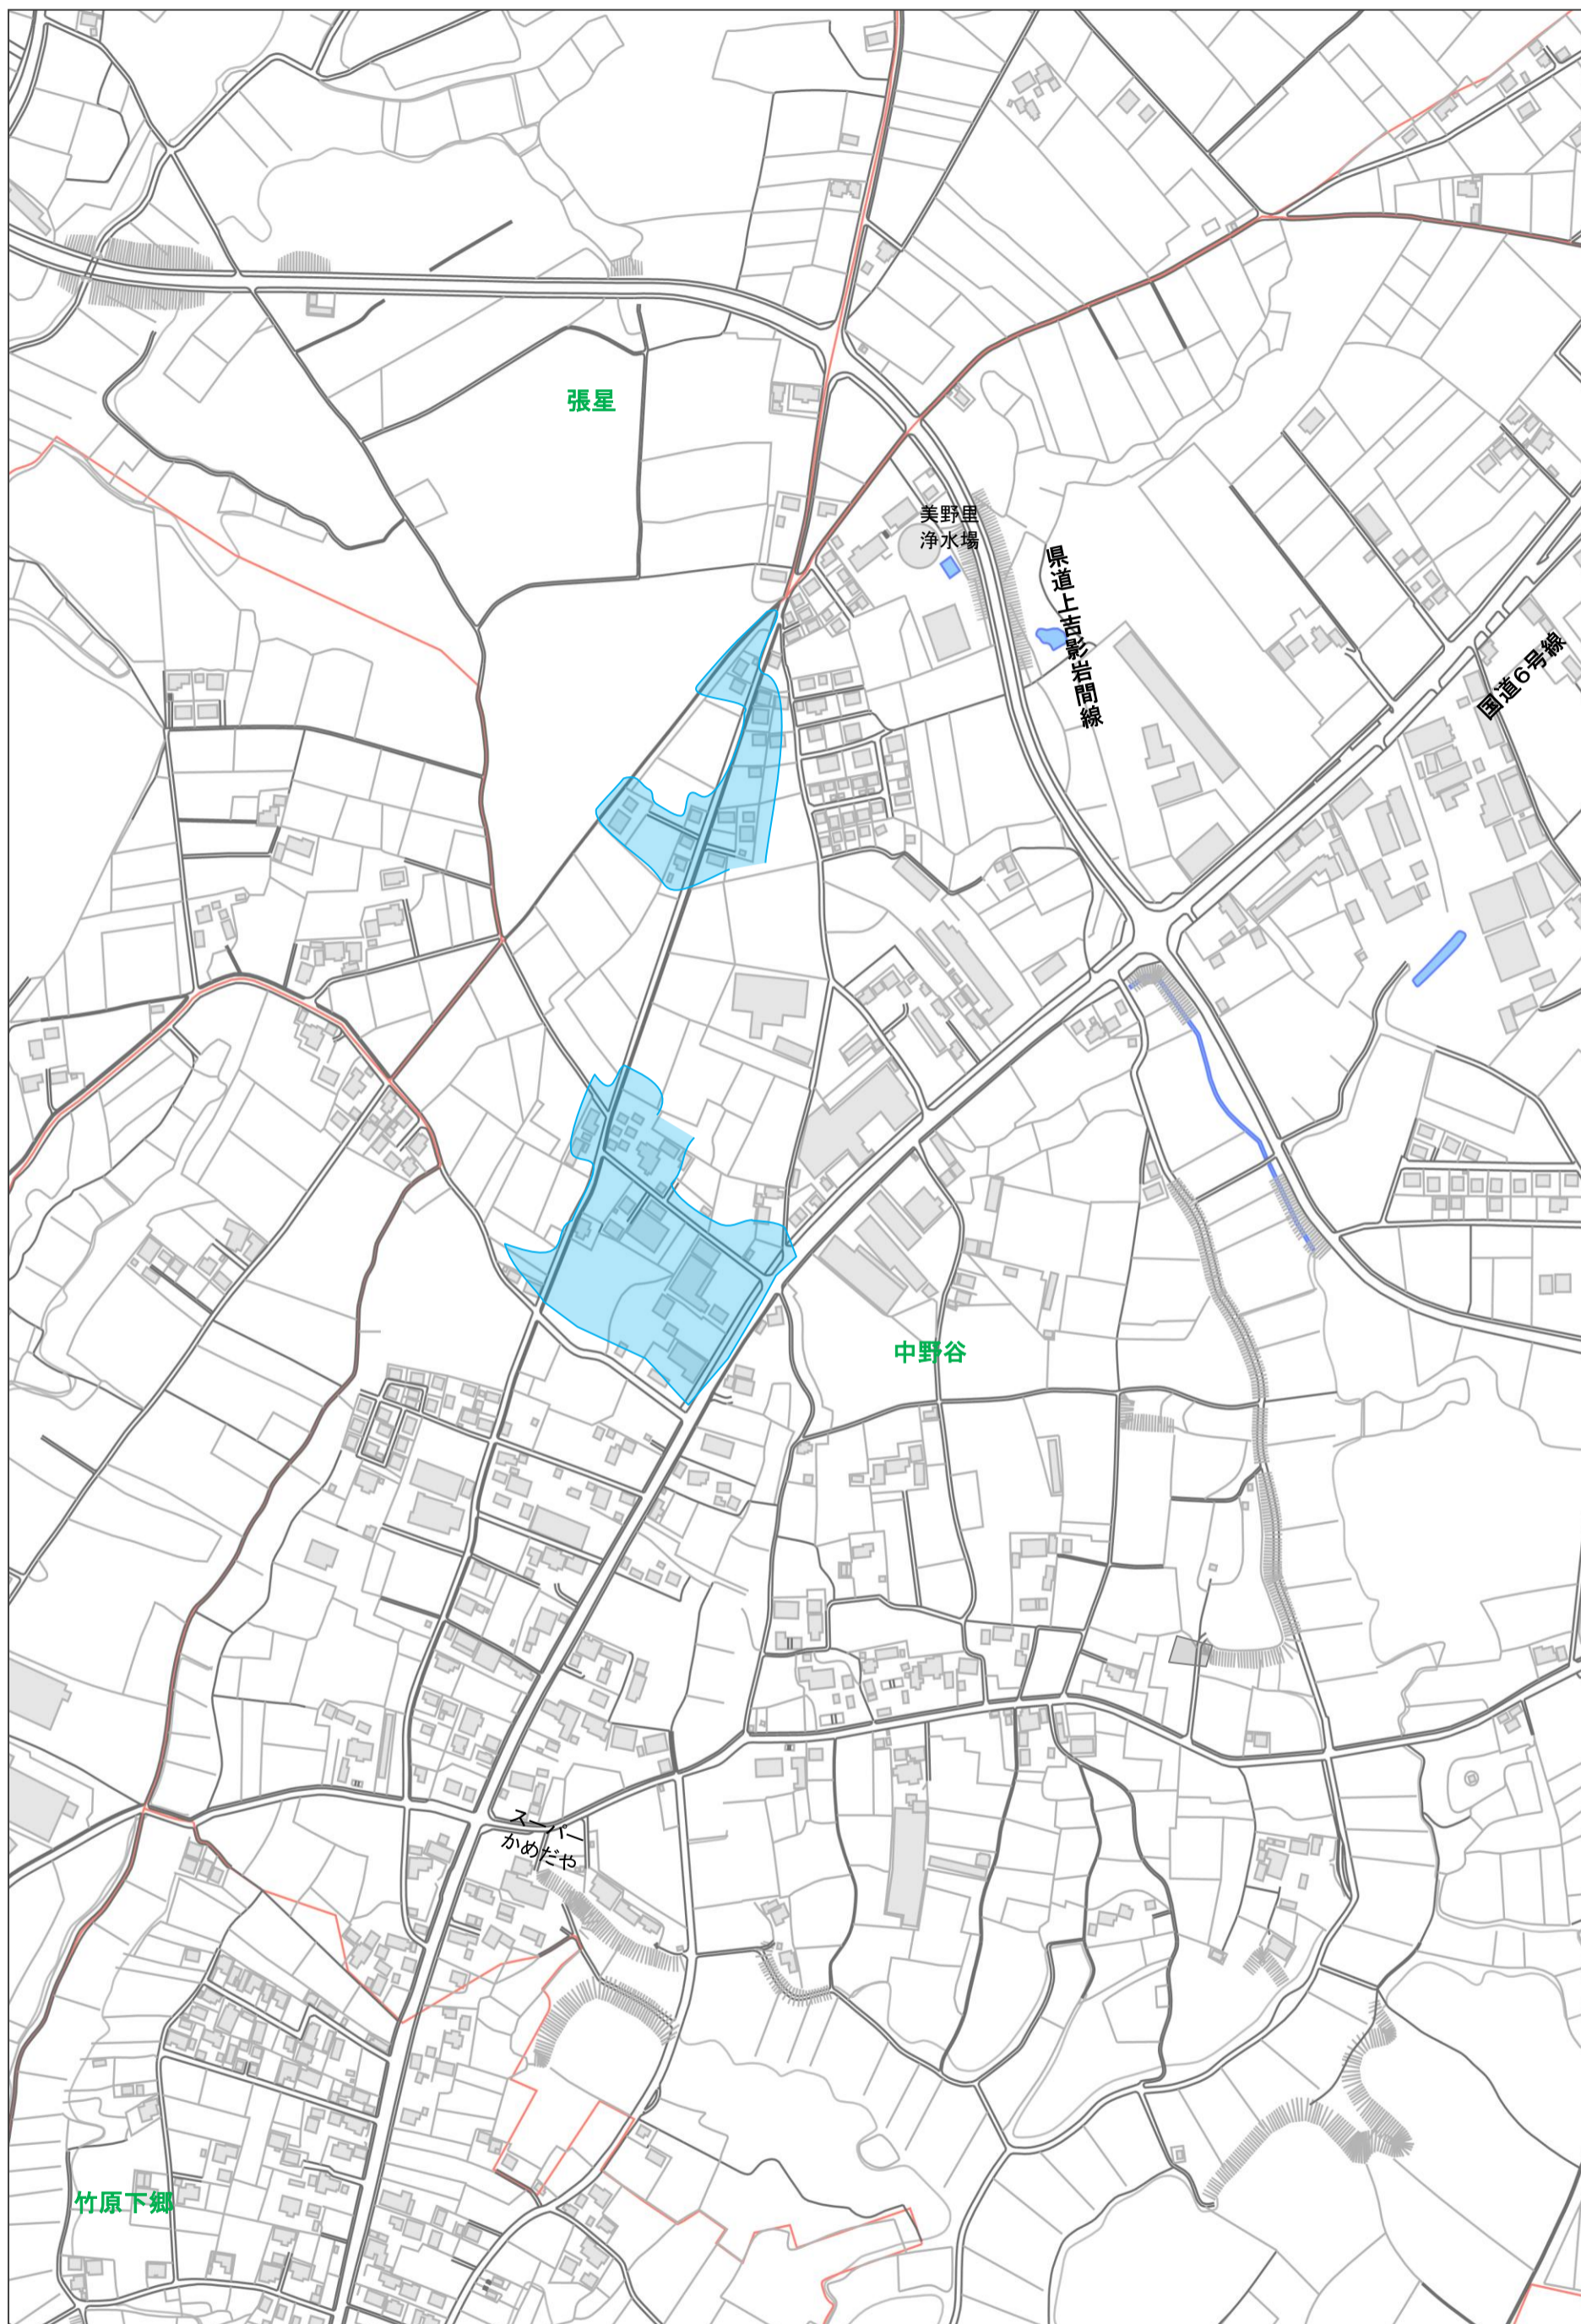 張星
美野里
浄水場
県道上吉影岩間線
国道6号線
中野谷
スーパー
かめだや
竹原下郷